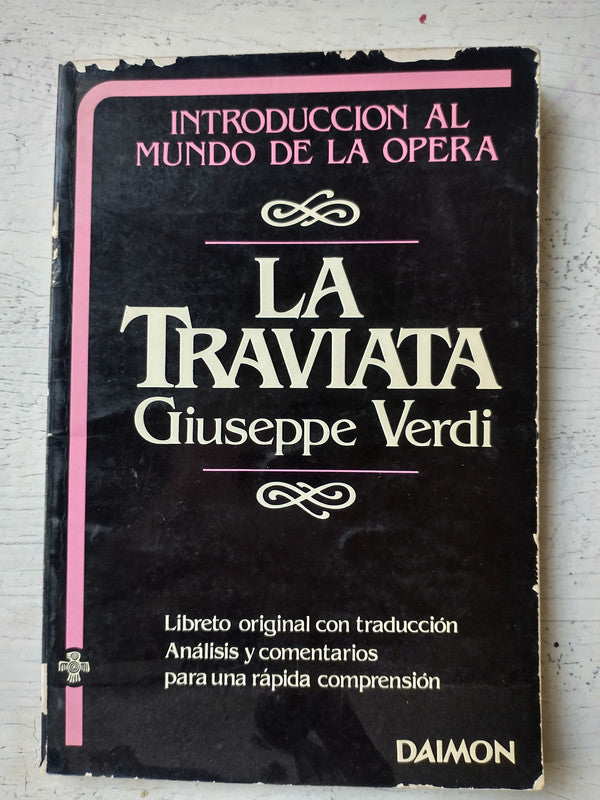 INTRODUCCION AL
MUNDO DE LA OPERA
LA
TRAVIATA
Giuseppe Verdi
Libreto original con traducción
Análisis y comentarios
para una rápida comprensión
DAIMON